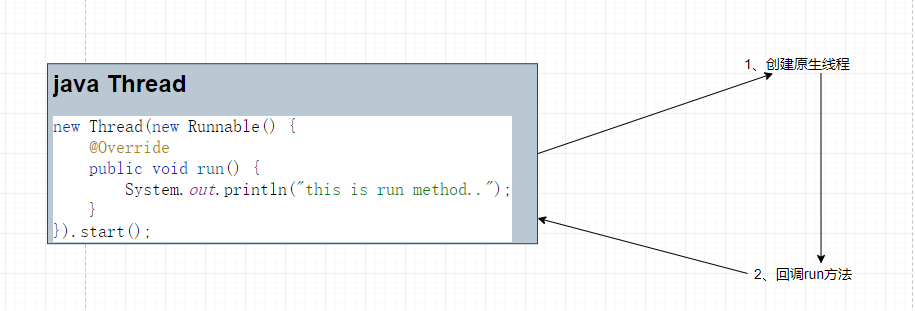 java Thread
new Thread(new Runnable() {
    @Override
    public void run() {
        System.out.println("this is run method..");
    }
}).start();
1、创建原生线程
2、回调run方法